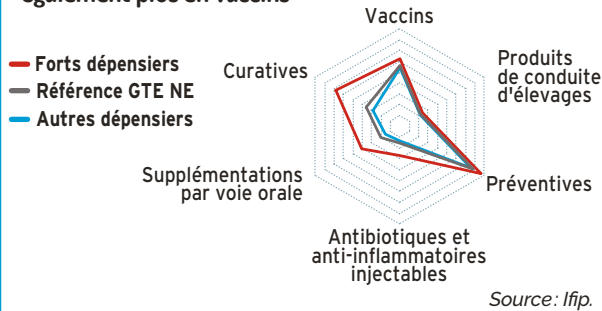 également plus en vaccins
Vaccins
Forts dépensiers
Référence GTE NE
Autres dépensiers
Curatives
Produits
de conduite
d'élevages
Supplémentations
par voie orale
Préventives
Antibiotiques et
anti-inflammatoires
injectables
Source: Ifip.